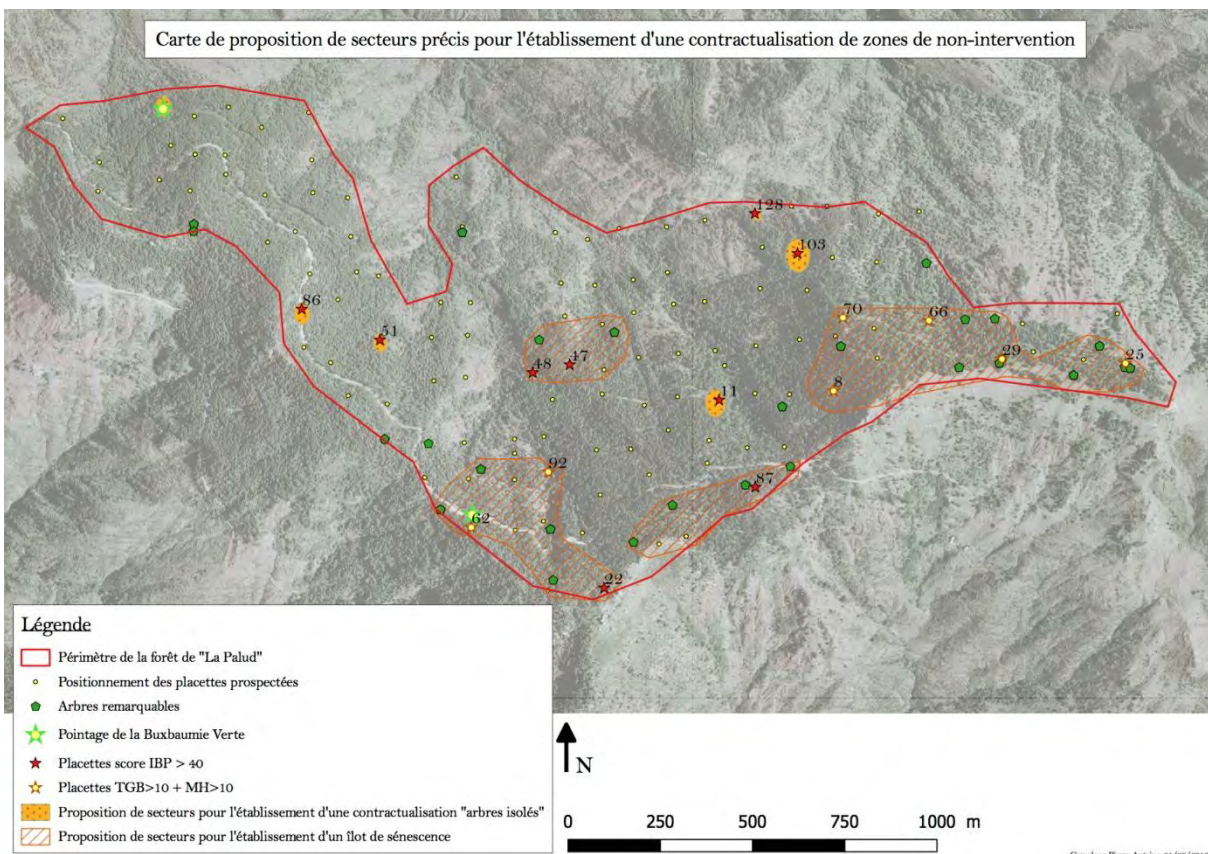 Carte de proposition de secteurs précis pour l'établissement d'une contractualisation de zones de non-intervention
128
103
86
51
70
66
48
47
29
25
11
8
92
87
62
22
Légende
Périmètre de la forêt de "La Palud"
Positionnement des placettes prospectées
Arbres remarquables
Pointage de la Buxbaumie Verte
Placettes score IBP > 40
Placettes TGB>10 + MH>10
Proposition de secteurs pour l'établissement d'une contractualisation "arbres isolés"
Proposition de secteurs pour l'établissement d'un îlot de sénescence
N
0 250 500 750 1000 m